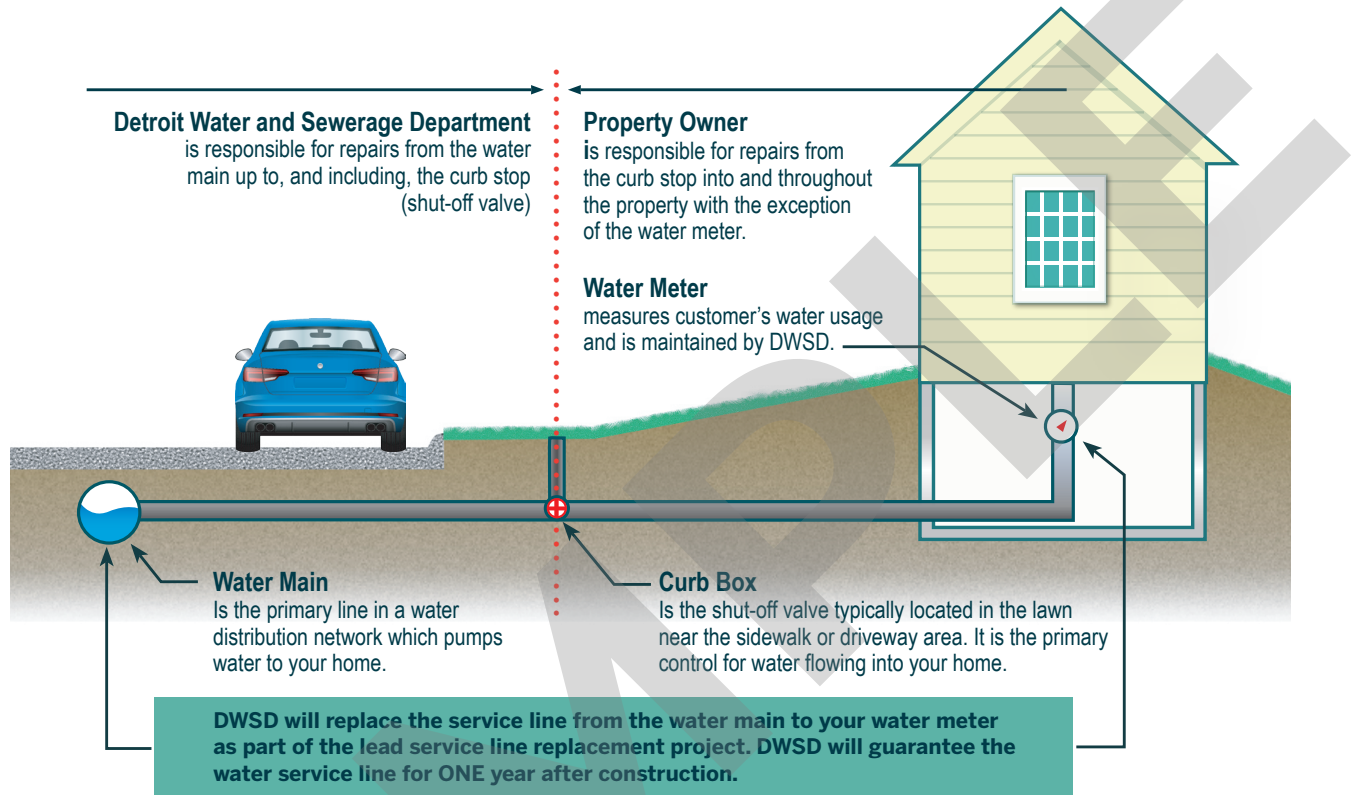 Detroit Water and Sewerage Department
is responsible for repairs from the water
main up to, and including, the curb stop
(shut-off valve)
Property Owner
is responsible for repairs from
the curb stop into and throughout
the property with the exception
of the water meter.
Water Meter
measures customer's water usage
and is maintained by DWSD.
Water Main
Is the primary line in a water
distribution network which pumps
water to your home.
Curb Box
Is the shut-off valve typically located in the lawn
near the sidewalk or driveway area. It is the primary
control for water flowing into your home.
DWSD will replace the service line from the water main to your water meter
as part of the lead service line replacement project. DWSD will guarantee the
water service line for ONE year after construction.
MPLE